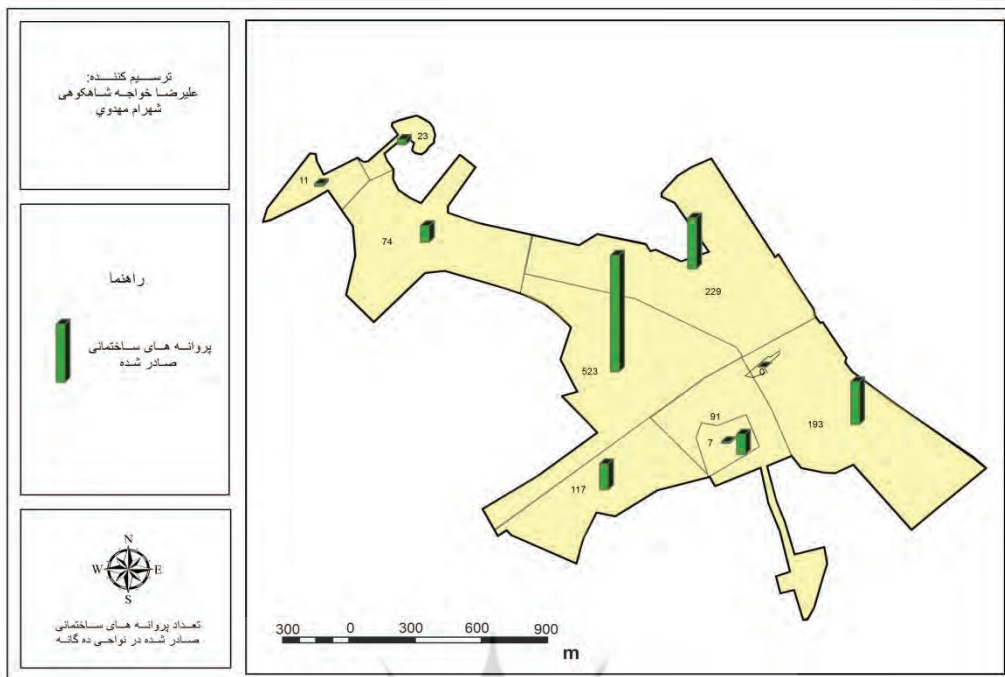 ترسیم کننده:
علیرضا خواجه شاهکوهی
شهرام مهدوي
راهنما
پروانه های ساختمانی
صادر شده
N
W E
S
تعداد پروانه های ساختمانی
صادر شده در نواحی ده گانه
23
11
74
229
523
0
91
7
193
117
300 0 300 600 900
m